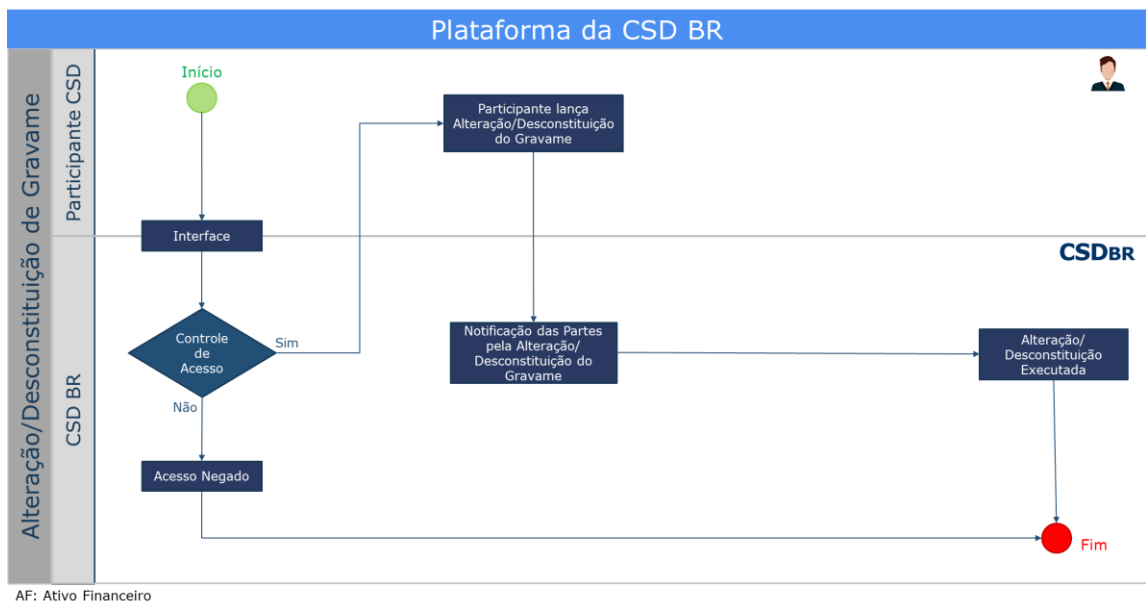 Plataforma da CSD BR
Alteração/Desconstituição de Gravame
Participante CSD
Início
Participante lança
Alteração/Desconstituição
do Gravame
Interface
CSD BR
CSDBR
Controle
de
Acesso
Sim
Não
Notificação das Partes
pela Alteração/
Desconstituição do
Gravame
Alteração/
Desconstituição
Executada
Acesso Negado
Fim
AF: Ativo Financeiro